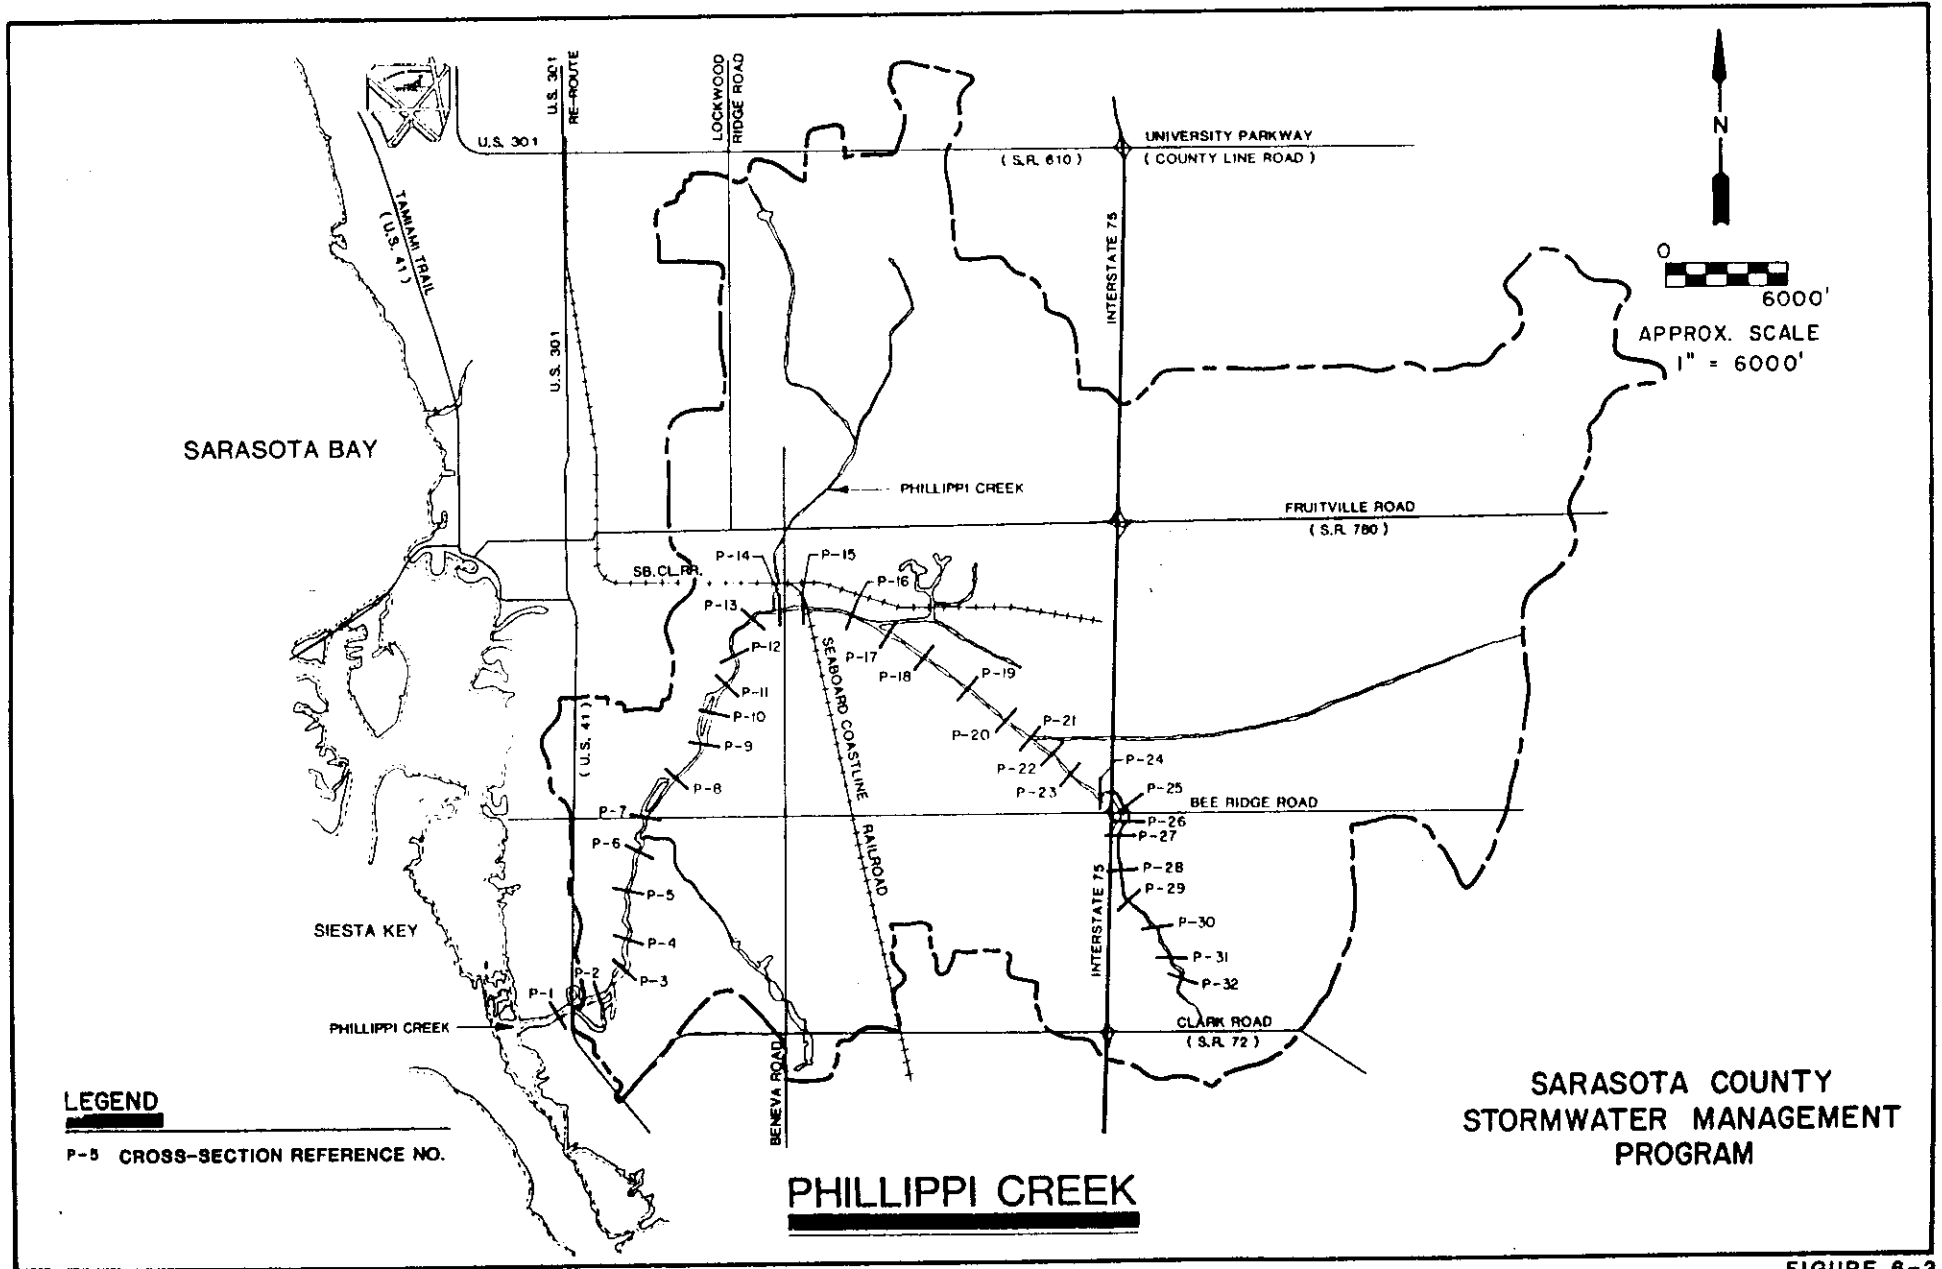 U.S. 301
RE-ROUTE
LOCKWOOD
RIDGE ROAD
U.S. 301
( S.R. 610 )
UNIVERSITY PARKWAY
( COUNTY LINE ROAD )
N
TAMIAMI TRAIL
( U.S. 41 )
INTERSTATE 75
0
6000'
APPROX. SCALE
1" = 6000'
U.S. 301
SARASOTA BAY
PHILLIPPI CREEK
FRUITVILLE ROAD
( S.R. 780 )
P-14
P-15
SB.CL.RR.
P-16
P-13
P-12
SEABOARD COASTLINE
RAILROAD
P-17
P-18
P-19
P-11
P-10
( U.S. 41 )
P-9
P-20
P-21
P-22
P-24
P-8
P-23
P-25
BEE RIDGE ROAD
P-7
P-26
P-27
P-6
P-28
P-5
INTERSTATE 75
P-29
SIESTA KEY
P-30
P-4
P-31
P-2
P-3
P-32
P-1
PHILLIPPI CREEK
CLARK ROAD
( S.R. 72 )
BENEVA ROAD
LEGEND
P-5 CROSS-SECTION REFERENCE NO.
SARASOTA COUNTY
STORMWATER MANAGEMENT
PROGRAM
PHILLIPPI CREEK
FIGURE